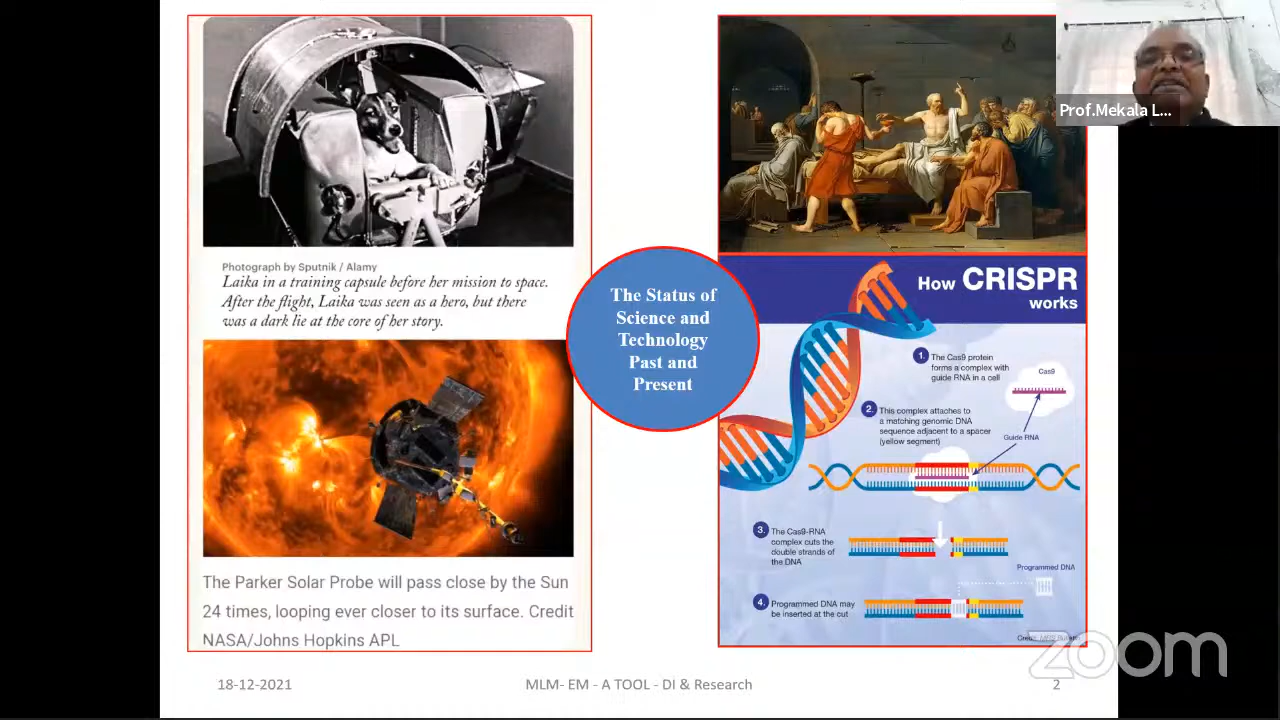 Prof.Mekala L...
Photograph by Sputnik / Alamy
Laika in a training capsule before her mission to space.
After the flight, Laika was seen as a hero, but there
was a dark lie at the core of her story.
The Parker Solar Probe will pass close by the Sun
24 times, looping ever closer to its surface. Credit
NASA/Johns Hopkins APL
The Status of
Science and
Technology
Past and
Present
How CRISPR
works
1. The Cas9 protein
forms a complex with
guide RNA in a cell
Cas9
2. This complex attaches to
a matching genomic DNA
sequence adjacent to a spacer
(yellow segment)
Guide RNA
3. The Cas9-RNA
complex cuts the
double strands of
the DNA
Programmed DNA
4. Programmed DNA may
be inserted at the cut
Credit: MRS Bulletin
zoom
18-12-2021
MLM- EM - A TOOL - DI & Research
2